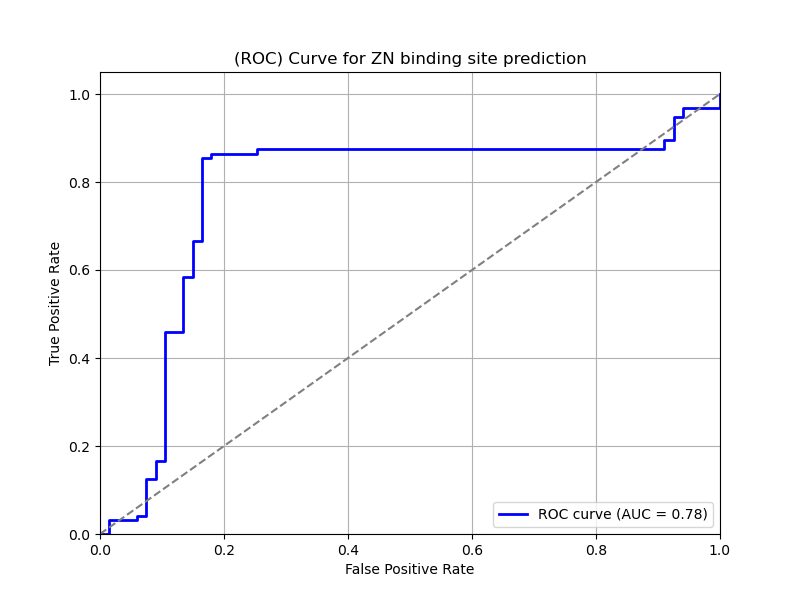 (ROC) Curve for ZN binding site prediction
True Positive Rate
1.0
0.8
0.6
0.4
0.2
0.0
ROC curve (AUC = 0.78)
0.0 0.2 0.4 0.6 0.8 1.0
False Positive Rate